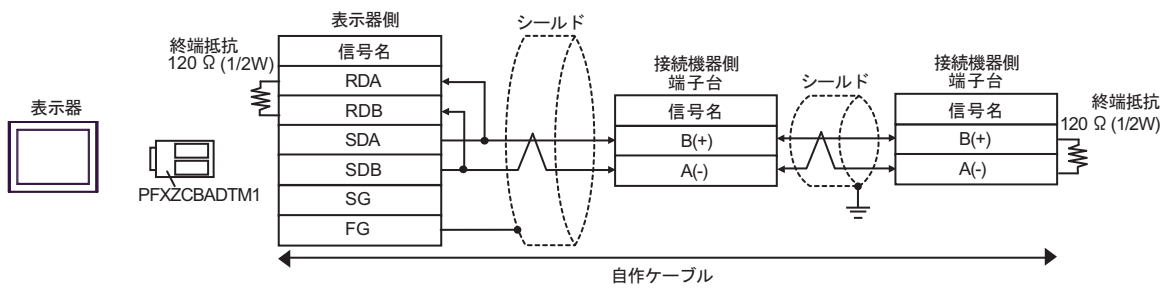 表示器
PFXZCBADTM1
終端抵抗
120 Ω (1/2W)
表示器側
信号名
RDA
RDB
SDA
SDB
SG
FG
シールド
接続機器側
端子台
信号名
B(+)
A(-)
シールド
接続機器側
端子台
信号名
B(+)
A(-)
終端抵抗
120 Ω (1/2W)
自作ケーブル